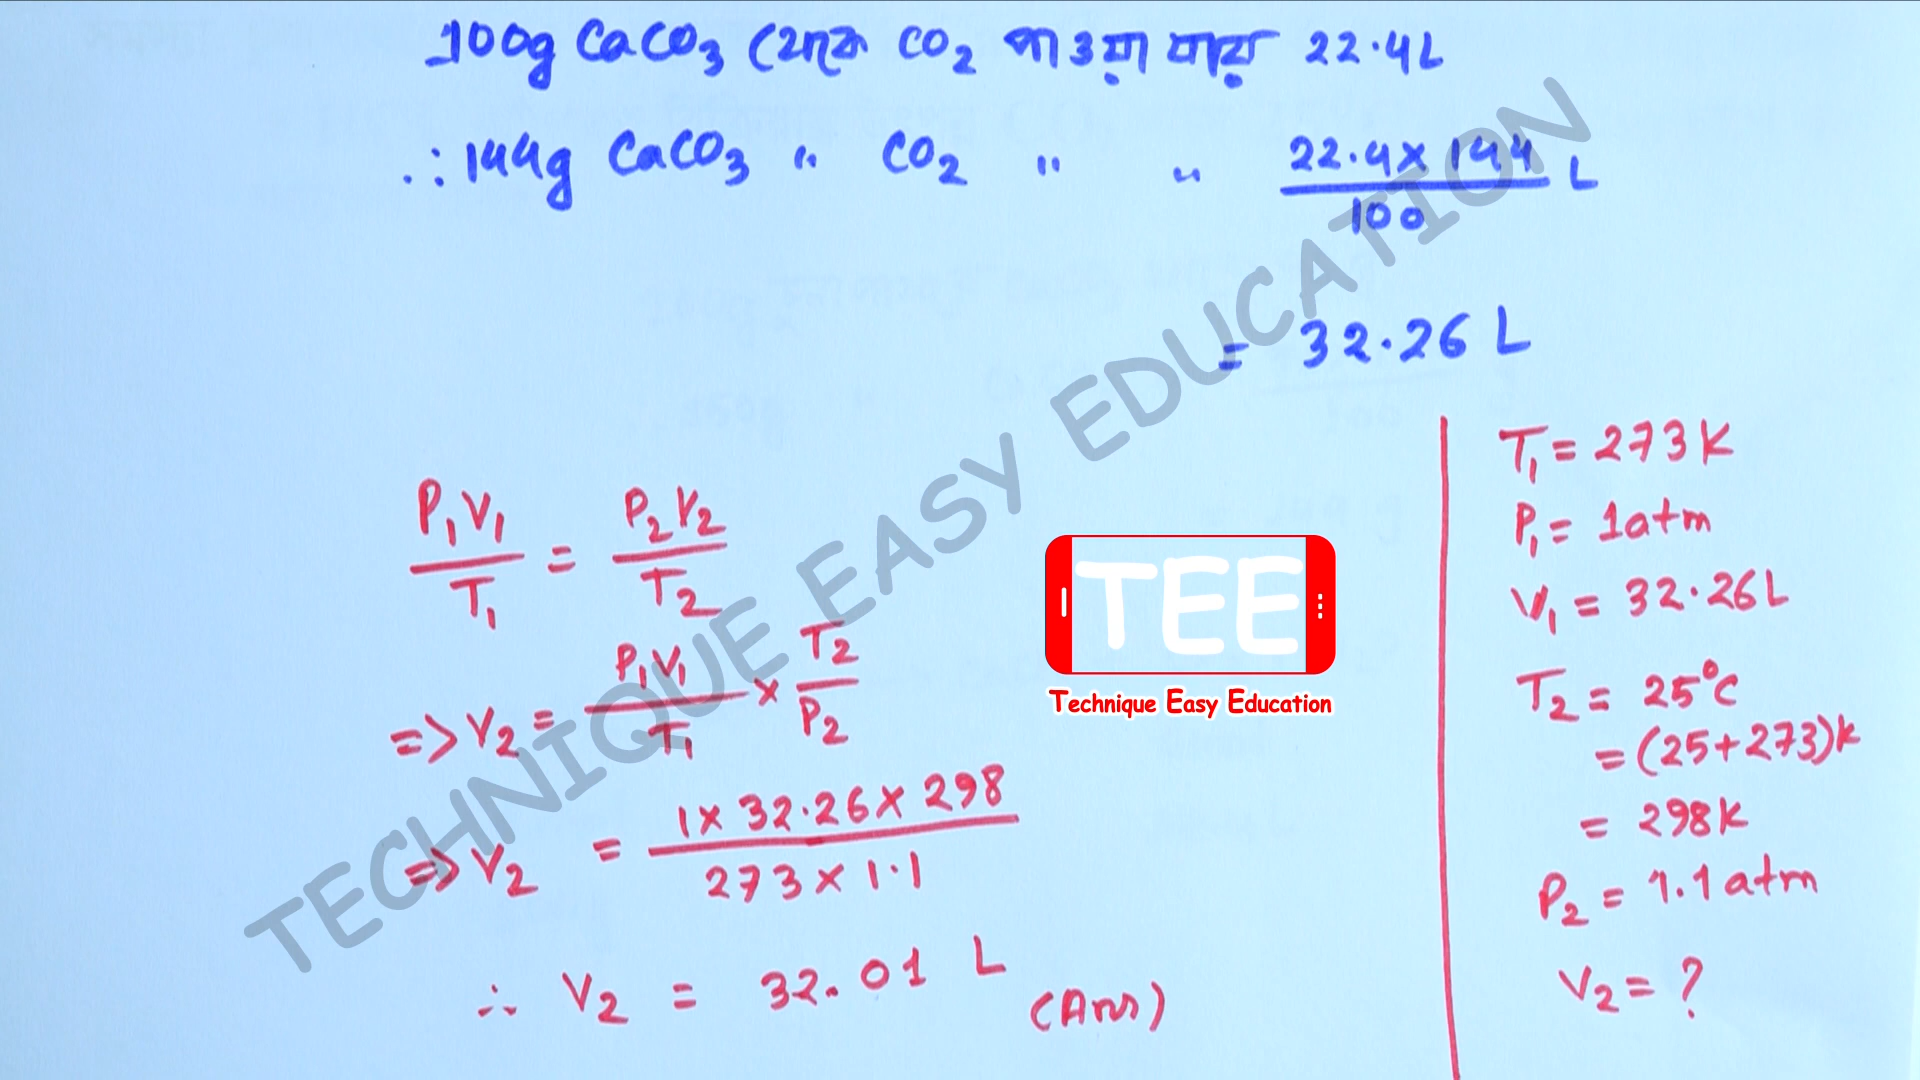 100g CaCO₃ থেকে CO₂ পাওয়া যায় 22.4L
∴ 144g CaCO₃ " CO₂ " " 22.4×144/100 L
= 32.26 L
P₁V₁/T₁ = P₂V₂/T₂
=> V₂ = P₁V₁/T₁ × T₂/P₂
=> V₂ = 1×32.26×298/273×1.1
∴ V₂ = 32.01 L (Ans)
T₁ = 273K
P₁ = 1atm
V₁ = 32.26L
T₂ = 25°C
= (25+273)K
= 298K
P₂ = 1.1atm
V₂ = ?
TEE
Technique Easy Education
TECHNIQUE EASY EDUCATION